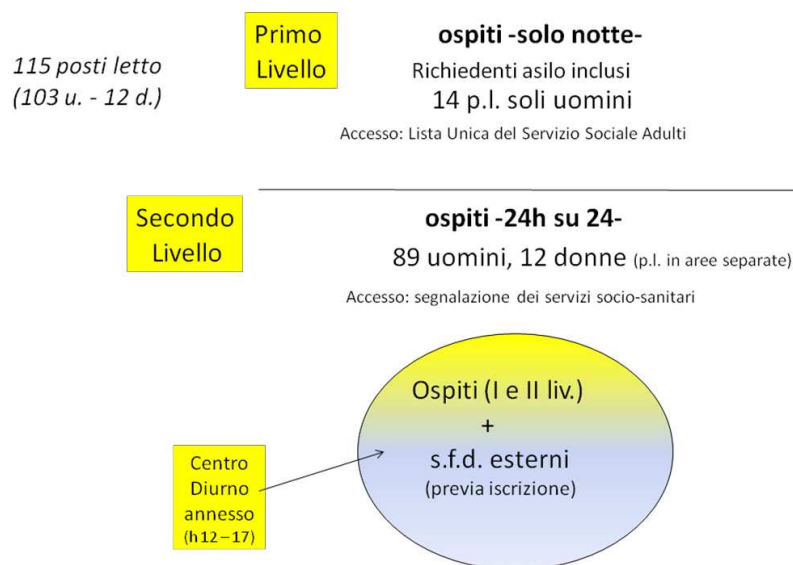 115 posti letto
(103 u. - 12 d.)
Primo
Livello
ospiti -solo notte-
Richiedenti asilo inclusi
14 p.l. soli uomini
Accesso: Lista Unica del Servizio Sociale Adulti
Secondo
Livello
ospiti -24h su 24-
89 uomini, 12 donne (p.l. in aree separate)
Accesso: segnalazione dei servizi socio-sanitari
Ospiti (I e II liv.)
+
s.f.d. esterni
(previa iscrizione)
Centro
Diurno
annesso
(h 12 – 17)